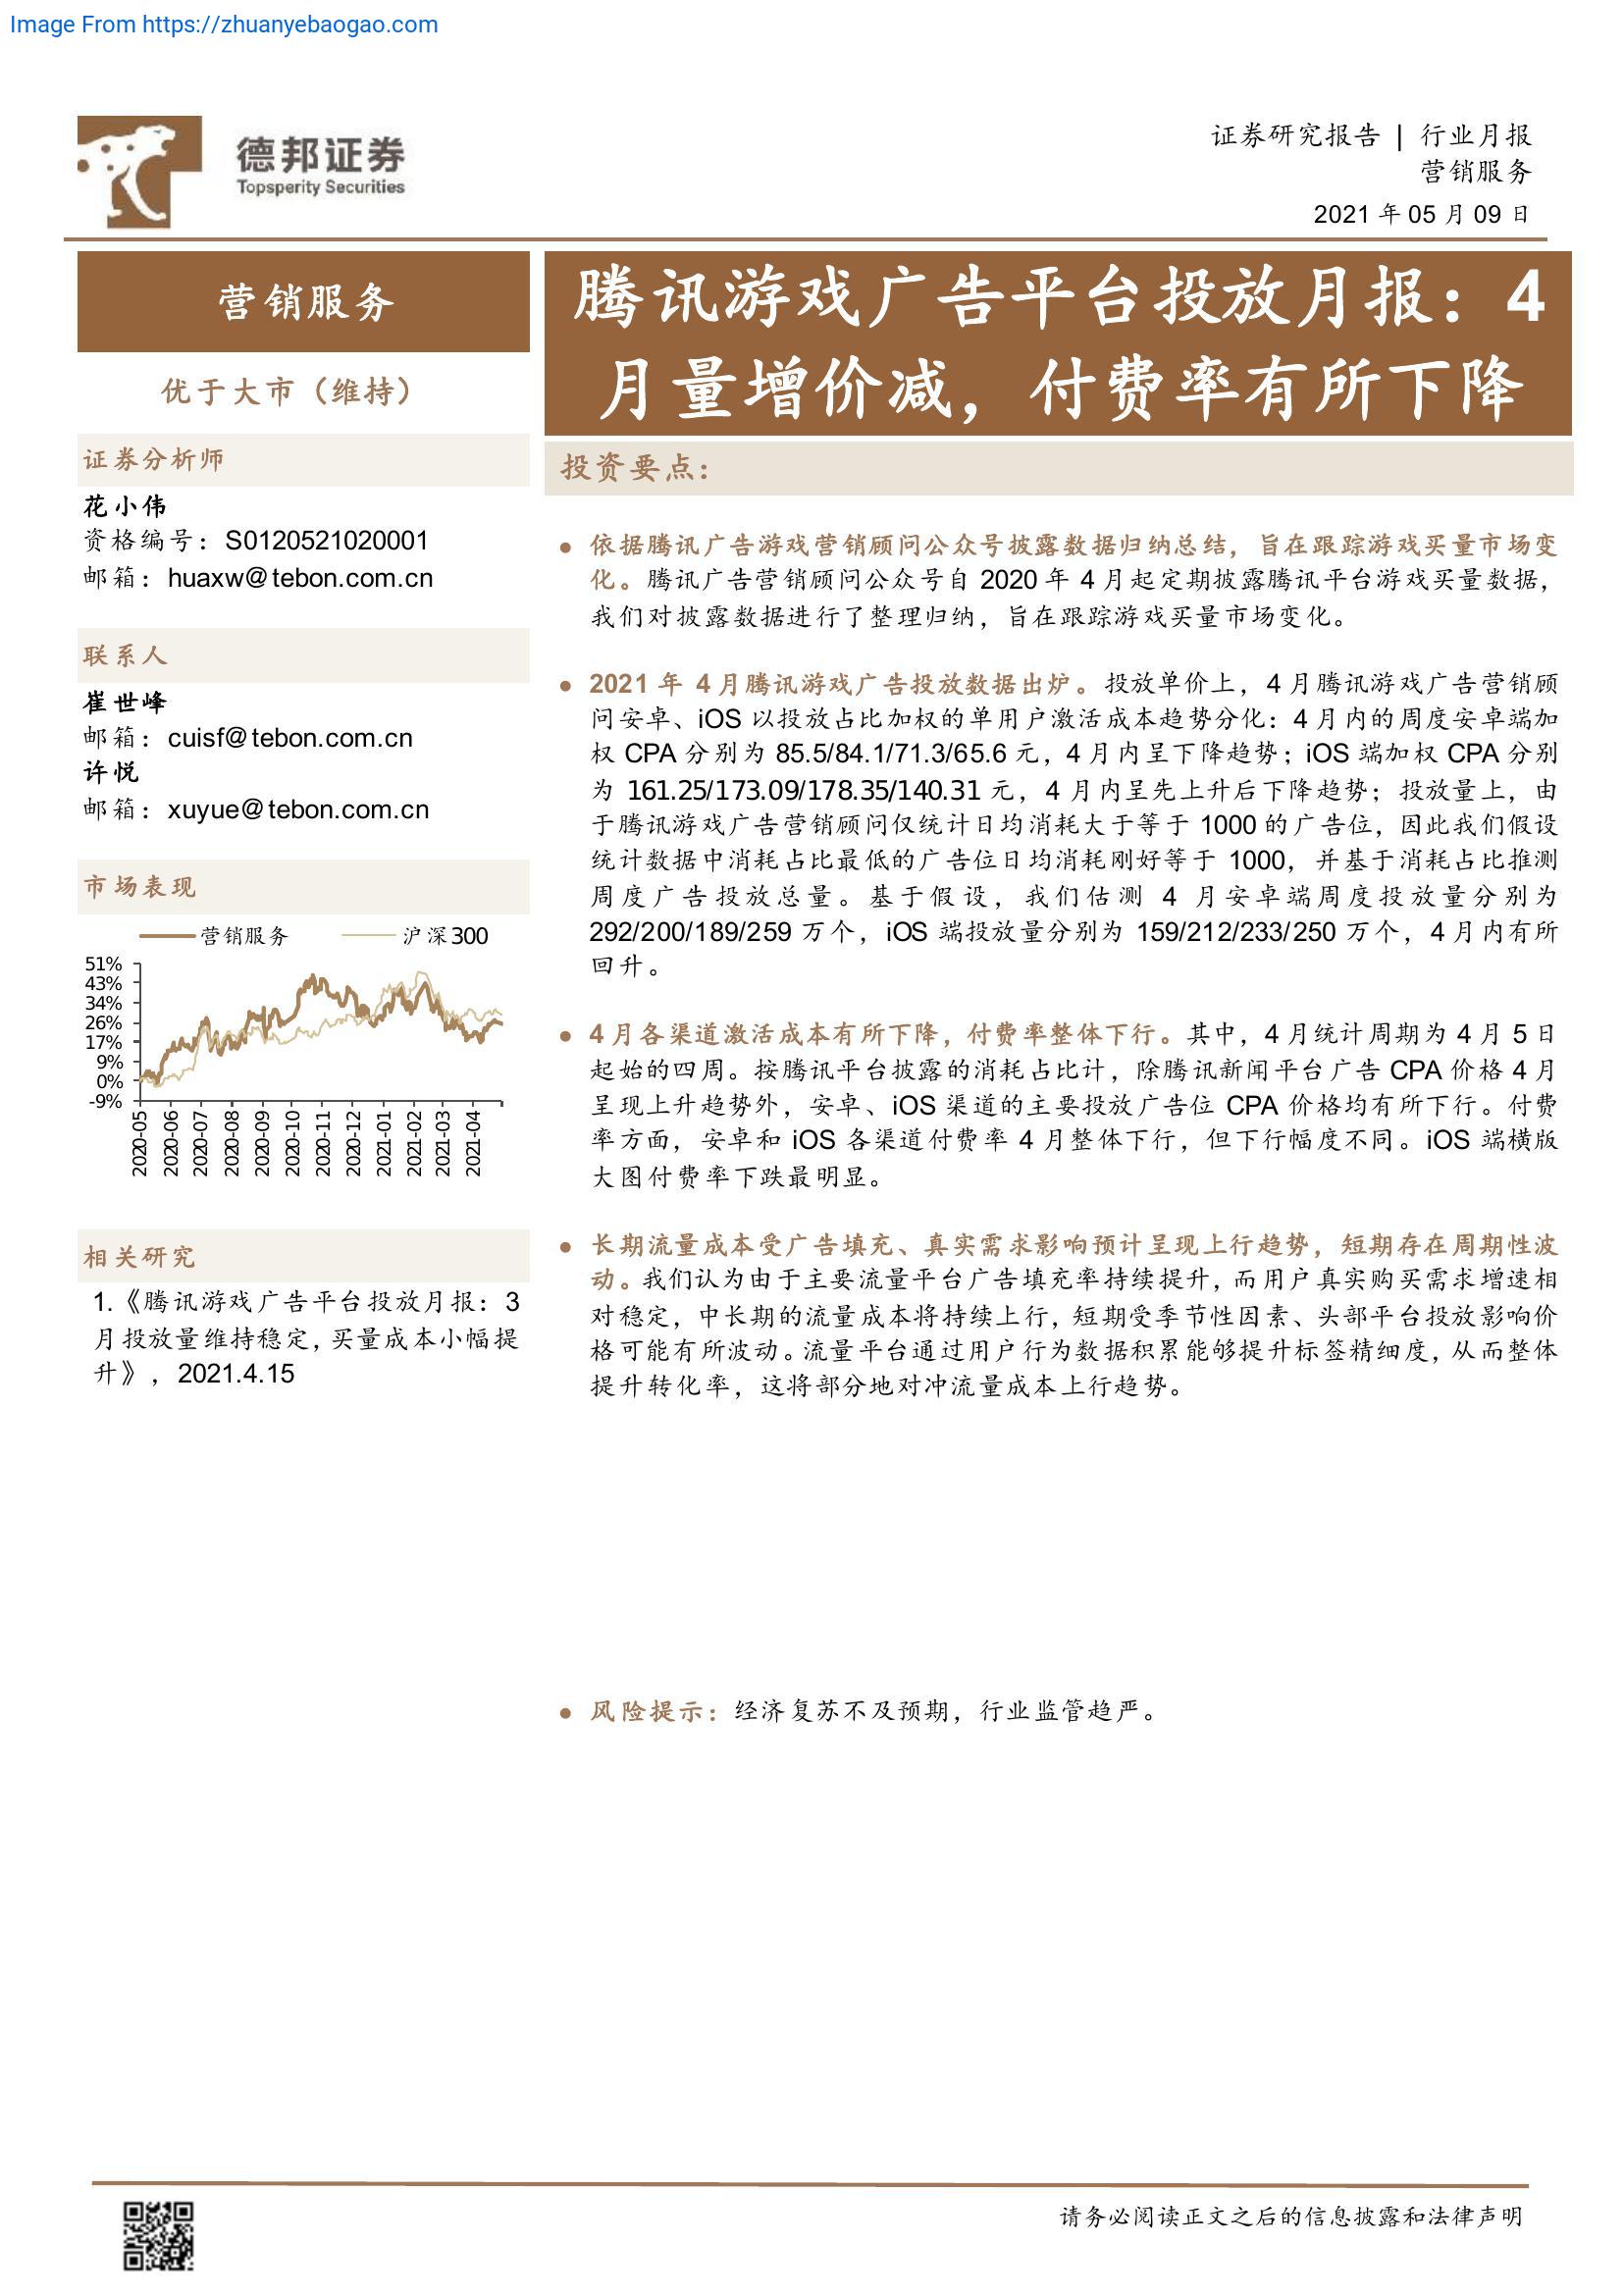 Image From https://zhuanyebaogao.com
德邦证券
Topsperity Securities
证券研究报告 | 行业月报
营销服务
2021 年 05 月 09 日
营销服务
优于大市（维持）
证券分析师
花小伟
资格编号：S0120521020001
邮箱：huaxw@tebon.com.cn
联系人
崔世峰
邮箱：cuisf@tebon.com.cn
许悦
邮箱：xuyue@tebon.com.cn
市场表现
营销服务 沪深300
51%
43%
34%
26%
17%
9%
0%
-9%
2020-05
2020-06
2020-07
2020-08
2020-09
2020-10
2020-11
2020-12
2021-01
2021-02
2021-03
2021-04
相关研究
1.《腾讯游戏广告平台投放月报：3
月投放量维持稳定，买量成本小幅提
升》，2021.4.15
腾讯游戏广告平台投放月报：4
月量增价减，付费率有所下降
投资要点：
● 依据腾讯广告游戏营销顾问公众号披露数据归纳总结，旨在跟踪游戏买量市场变
化。腾讯广告营销顾问公众号自 2020 年 4 月起定期披露腾讯平台游戏买量数据，
我们对披露数据进行了整理归纳，旨在跟踪游戏买量市场变化。
● 2021 年 4 月腾讯游戏广告投放数据出炉。投放单价上，4 月腾讯游戏广告营销顾
问安卓、iOS 以投放占比加权的单用户激活成本趋势分化：4 月内的周度安卓端加
权 CPA 分别为 85.5/84.1/71.3/65.6 元，4 月内呈下降趋势；iOS 端加权 CPA 分别
为 161.25/173.09/178.35/140.31 元，4 月内呈先上升后下降趋势；投放量上，由
于腾讯游戏广告营销顾问仅统计日均消耗大于等于 1000 的广告位，因此我们假设
统计数据中消耗占比最低的广告位日均消耗刚好等于 1000，并基于消耗占比推测
周度广告投放总量。基于假设，我们估测 4 月安卓端周度投放量分别为
292/200/189/259 万个，iOS 端投放量分别为 159/212/233/250 万个，4 月内有所
回升。
● 4 月各渠道激活成本有所下降，付费率整体下行。其中，4 月统计周期为 4 月 5 日
起始的四周。按腾讯平台披露的消耗占比计，除腾讯新闻平台广告 CPA 价格 4 月
呈现上升趋势外，安卓、iOS 渠道的主要投放广告位 CPA 价格均有所下行。付费
率方面，安卓和 iOS 各渠道付费率 4 月整体下行，但下行幅度不同。iOS 端横版
大图付费率下跌最明显。
● 长期流量成本受广告填充、真实需求影响预计呈现上行趋势，短期存在周期性波
动。我们认为由于主要流量平台广告填充率持续提升，而用户真实购买需求增速相
对稳定，中长期的流量成本将持续上行，短期受季节性因素、头部平台投放影响价
格可能有所波动。流量平台通过用户行为数据积累能够提升标签精细度，从而整体
提升转化率，这将部分地对冲流量成本上行趋势。
● 风险提示：经济复苏不及预期，行业监管趋严。
请务必阅读正文之后的信息披露和法律声明